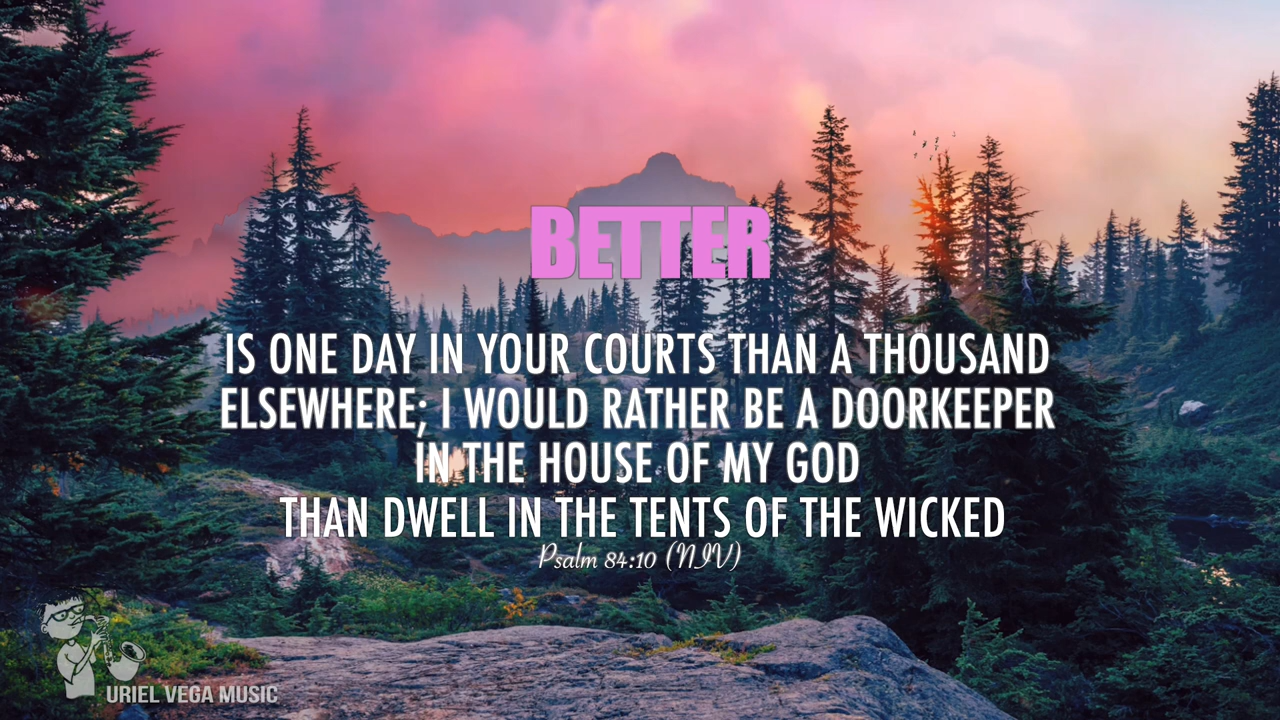 BETTER
IS ONE DAY IN YOUR COURTS THAN A THOUSAND
ELSEWHERE; I WOULD RATHER BE A DOORKEEPER
IN THE HOUSE OF MY GOD
THAN DWELL IN THE TENTS OF THE WICKED
Psalm 84:10 (NIV)
URIEL VEGA MUSIC